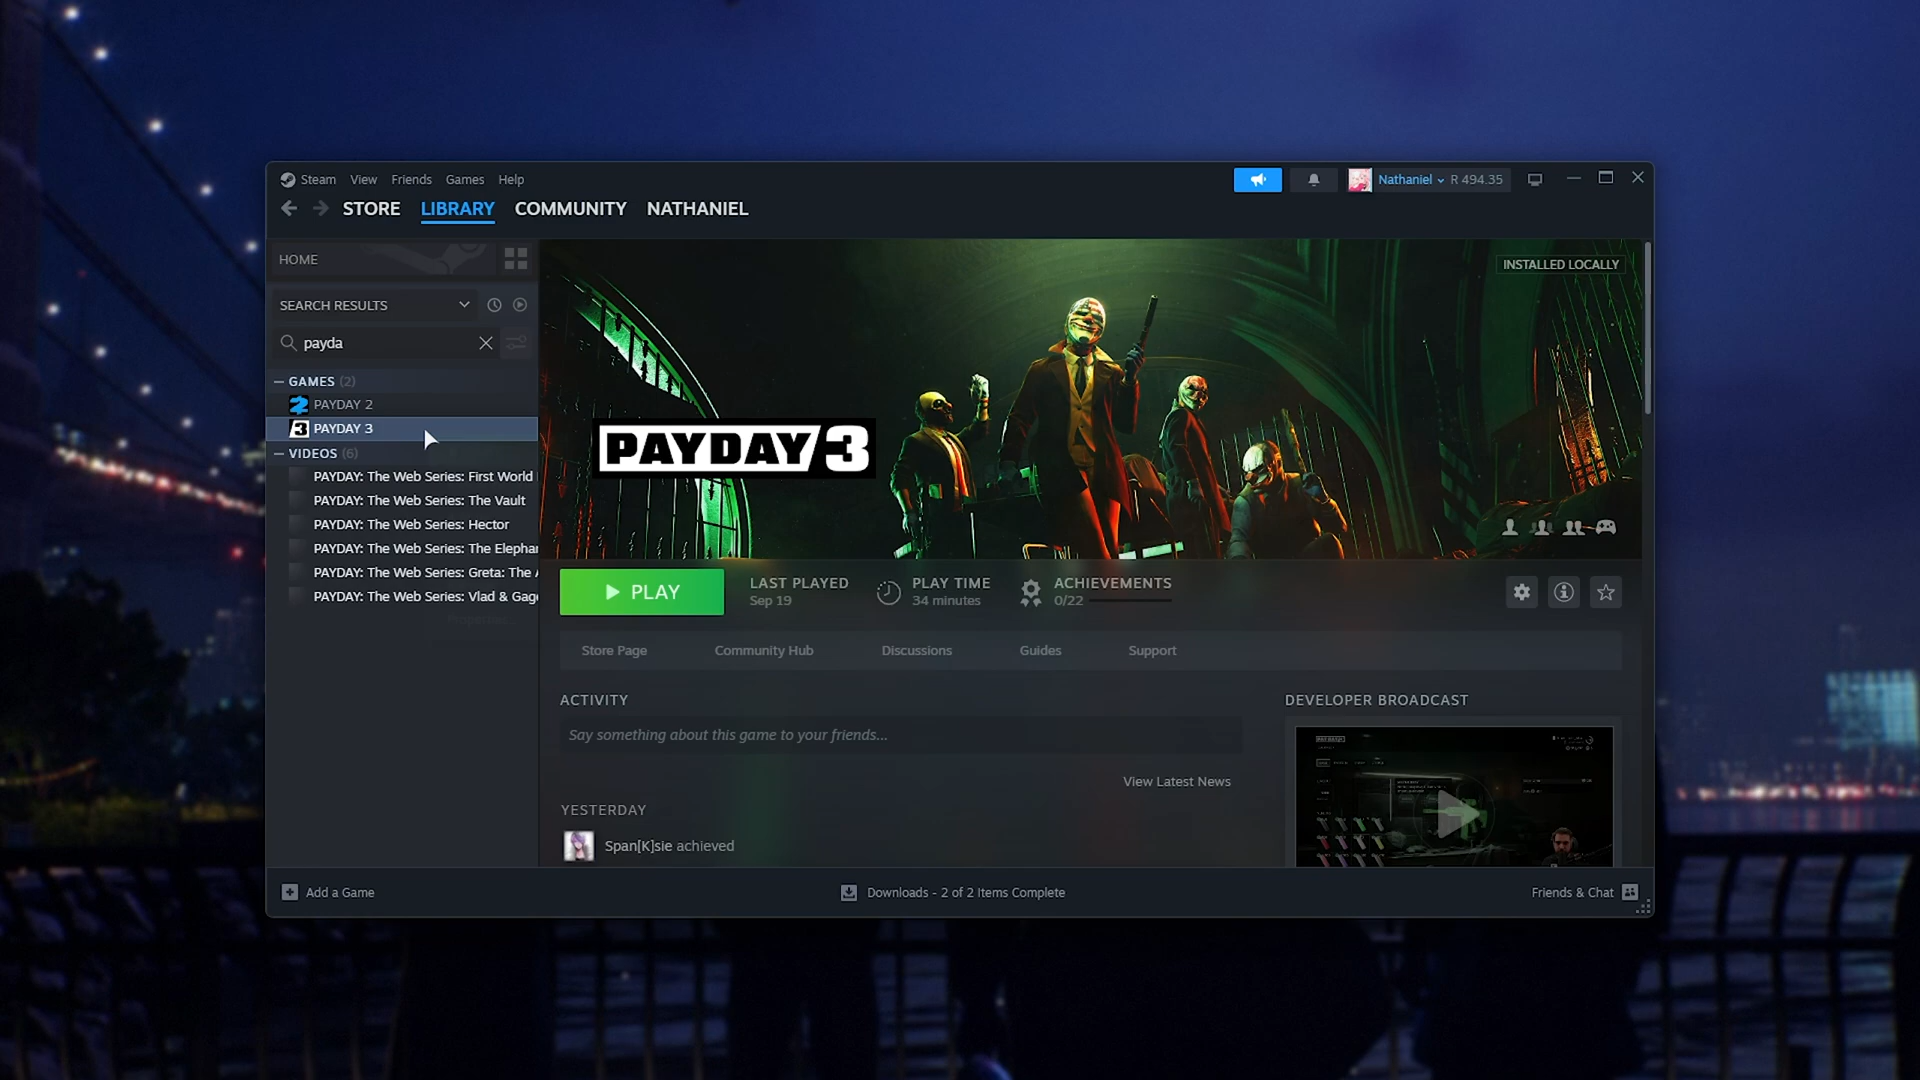 Steam View Friends Games Help
Nathaniel R 494.35
STORE LIBRARY COMMUNITY NATHANIEL
HOME
INSTALLED LOCALLY
SEARCH RESULTS
payda
GAMES (2)
PAYDAY 2
PAYDAY 3
VIDEOS (6)
PAYDAY: The Web Series: First World
PAYDAY: The Web Series: The Vault
PAYDAY: The Web Series: Hector
PAYDAY: The Web Series: The Elephan
PAYDAY: The Web Series: Greta: The A
PAYDAY: The Web Series: Vlad & Gage
Properties...
PAYDAY 3
PLAY
LAST PLAYED
Sep 19
PLAY TIME
34 minutes
ACHIEVEMENTS
0/22
Store Page Community Hub Discussions Guides Support
ACTIVITY
Say something about this game to your friends...
View Latest News
YESTERDAY
Span[K]sie achieved
DEVELOPER BROADCAST
Add a Game
Downloads - 2 of 2 Items Complete
Friends & Chat